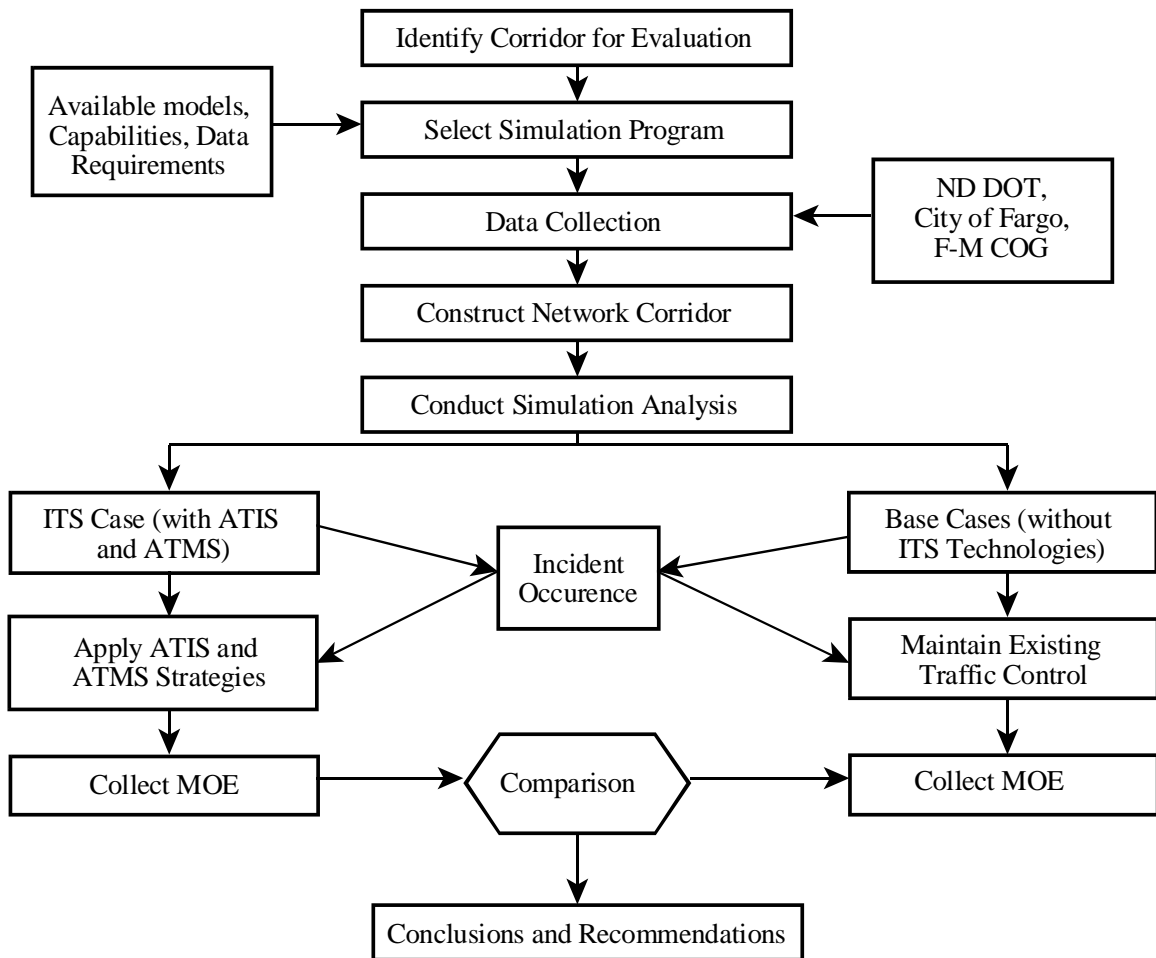 Identify Corridor for Evaluation
Available models,
Capabilities, Data
Requirements
Select Simulation Program
ND DOT,
City of Fargo,
F-M COG
Data Collection
Construct Network Corridor
Conduct Simulation Analysis
ITS Case (with ATIS
and ATMS)
Incident
Occurence
Base Cases (without
ITS Technologies)
Apply ATIS and
ATMS Strategies
Maintain Existing
Traffic Control
Collect MOE
Comparison
Collect MOE
Conclusions and Recommendations